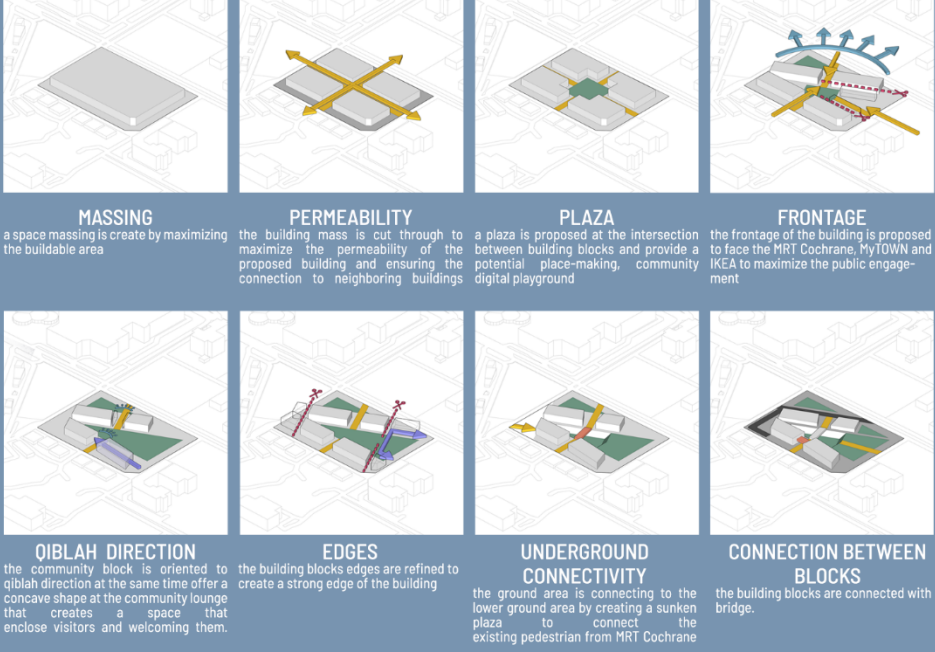 MASSING
a space massing is create by maximizing
the buildable area
PERMEABILITY
the building mass is cut through to
maximize the permeability of the
proposed building and ensuring the
connection to neighboring buildings
PLAZA
a plaza is proposed at the intersection
between building blocks and provide a
potential place-making, community
digital playground
FRONTAGE
the frontage of the building is proposed
to face the MRT Cochrane, MyTOWN and
IKEA to maximize the public engage-
ment
QIBLAH DIRECTION
the community block is oriented to
qiblah direction at the same time offer a
concave shape at the community lounge
that creates a space that
enclose visitors and welcoming them.
EDGES
the building blocks edges are refined to
create a strong edge of the building
UNDERGROUND
CONNECTIVITY
the ground area is connecting to the
lower ground area by creating a sunken
plaza to connect the
existing pedestrian from MRT Cochrane
CONNECTION BETWEEN
BLOCKS
the building blocks are connected with
bridge.